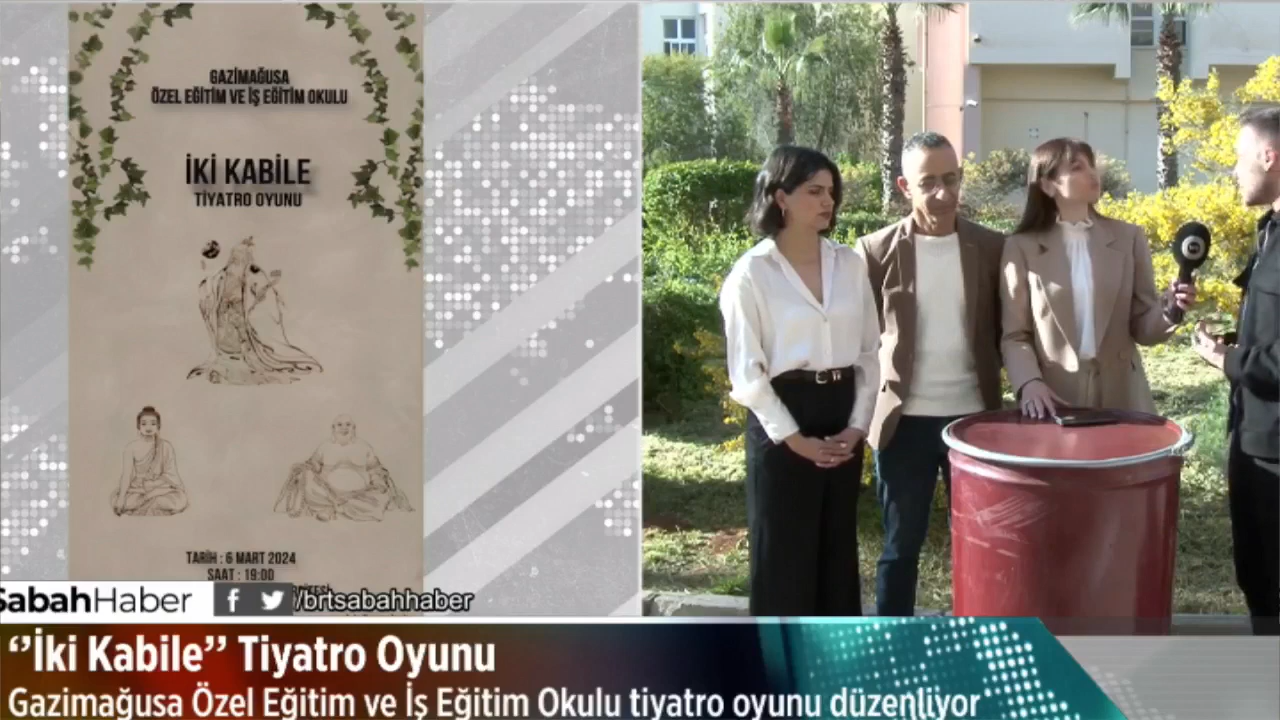 GAZİMAĞUSA
ÖZEL EĞİTİM VE İŞ EĞİTİM OKULU
İKİ KABİLE
TİYATRO OYUNU
TARİH : 6 MART 2024
SAAT : 19:00
SabahHaber
/brtsabahhaber
‘’İki Kabile’’ Tiyatro Oyunu
Gazimağusa Özel Eğitim ve İş Eğitim Okulu tiyatro oyunu düzenliyor